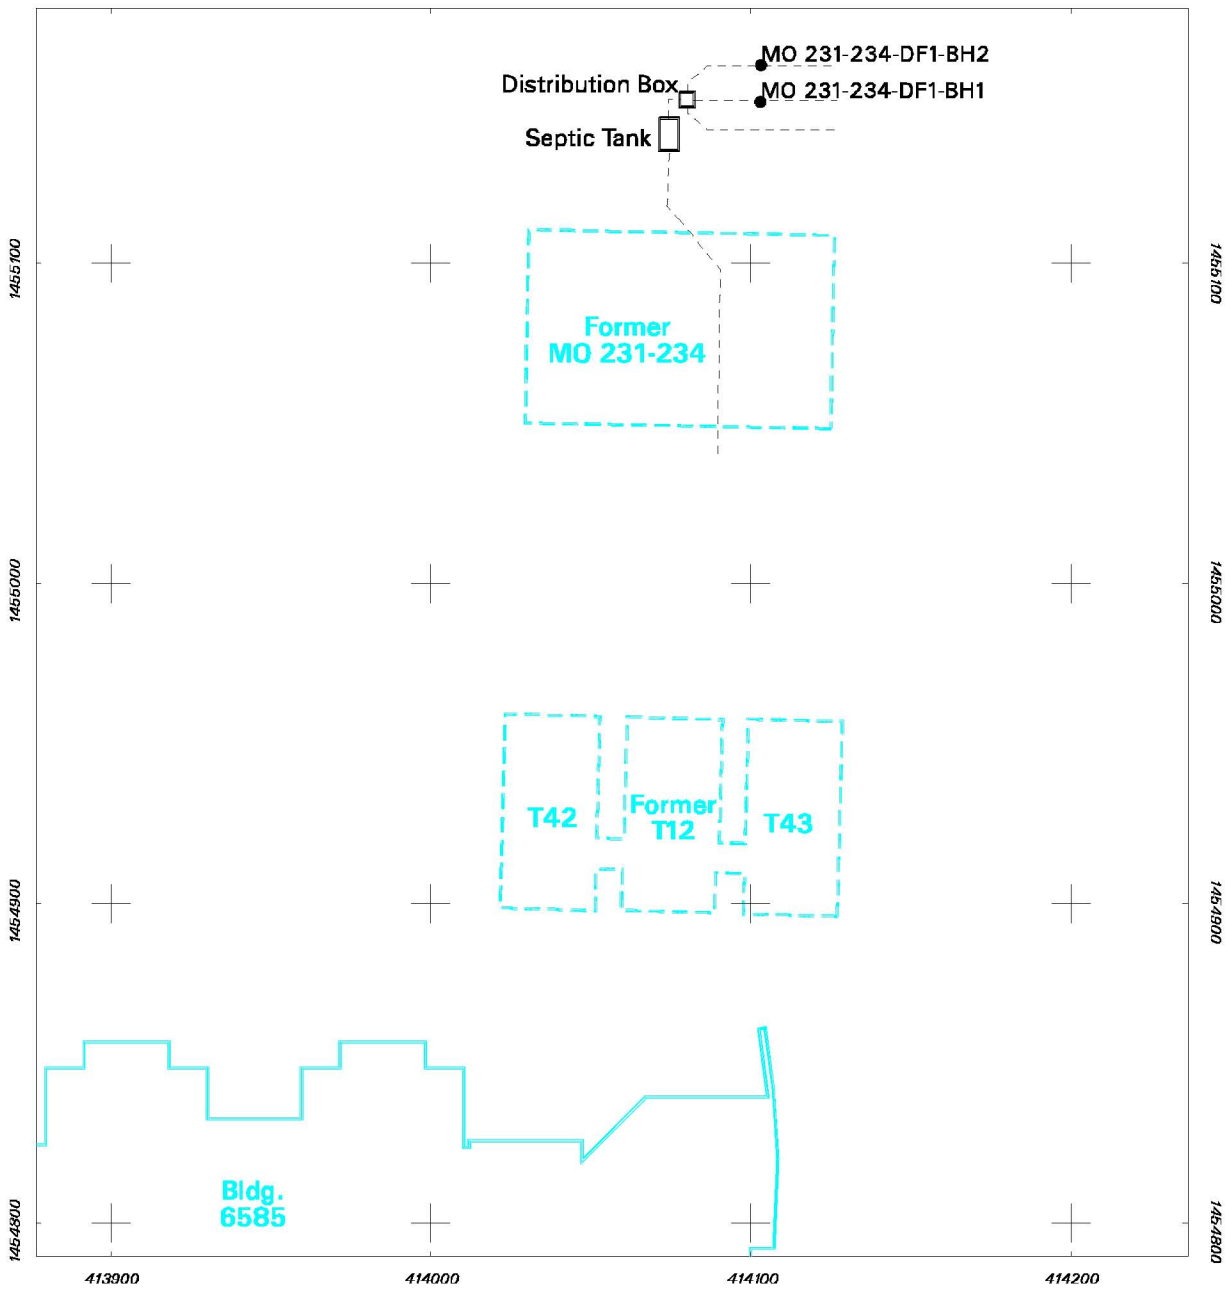 MO 231-234-DF1-BH2
Distribution Box
MO 231-234-DF1-BH1
Septic Tank
1455100
1455100
Former
MO 231-234
1455000
1455000
T42
Former
T12
T43
1454900
1454900
Bldg.
6585
1454800
1454800
413900
414000
414100
414200